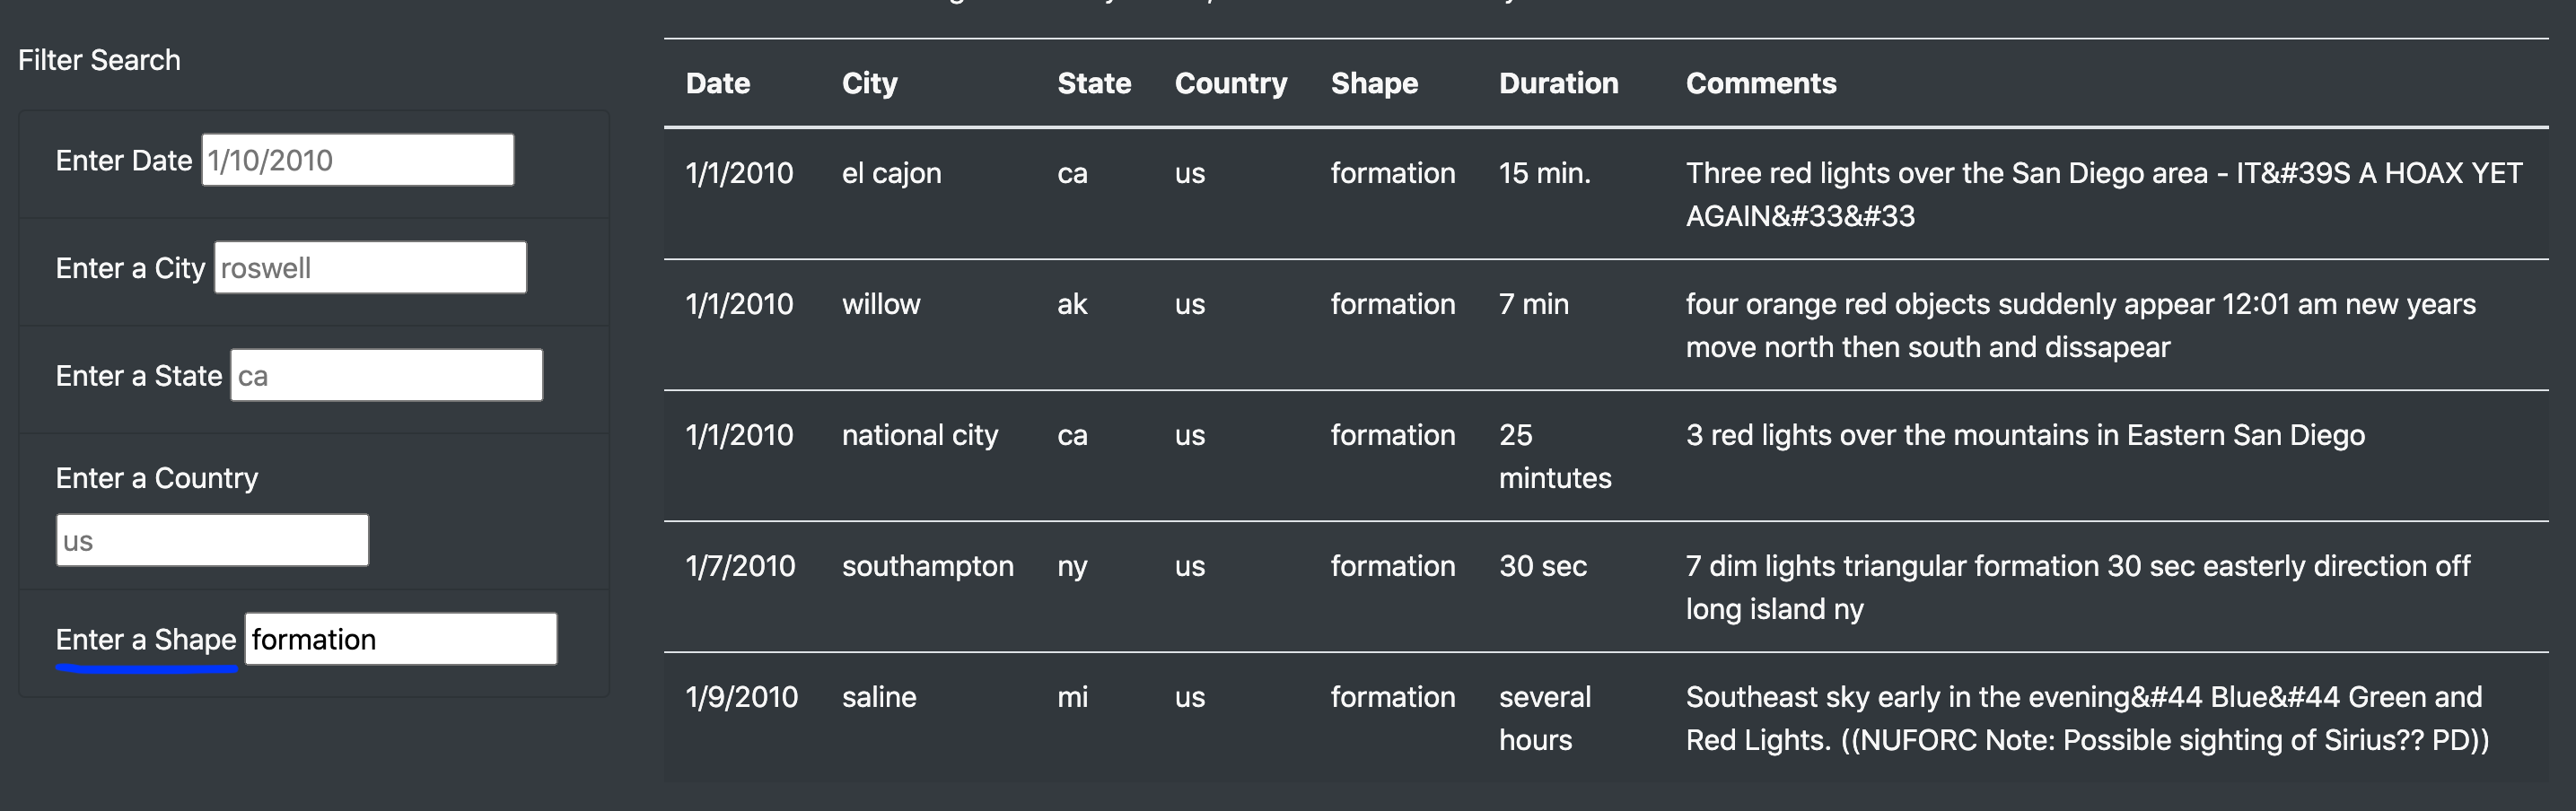 Filter Search
Enter Date 1/10/2010
Enter a City roswell
Enter a State ca
Enter a Country
us
Enter a Shape formation
Date City State Country Shape Duration Comments
1/1/2010 el cajon ca us formation 15 min. Three red lights over the San Diego area - IT&#39S A HOAX YET
AGAIN&#33&#33
1/1/2010 willow ak us formation 7 min four orange red objects suddenly appear 12:01 am new years
move north then south and dissapear
1/1/2010 national city ca us formation 25 3 red lights over the mountains in Eastern San Diego
mintutes
1/7/2010 southampton ny us formation 30 sec 7 dim lights triangular formation 30 sec easterly direction off
long island ny
1/9/2010 saline mi us formation several Southeast sky early in the evening&#44 Blue&#44 Green and
hours Red Lights. ((NUFORC Note: Possible sighting of Sirius?? PD))